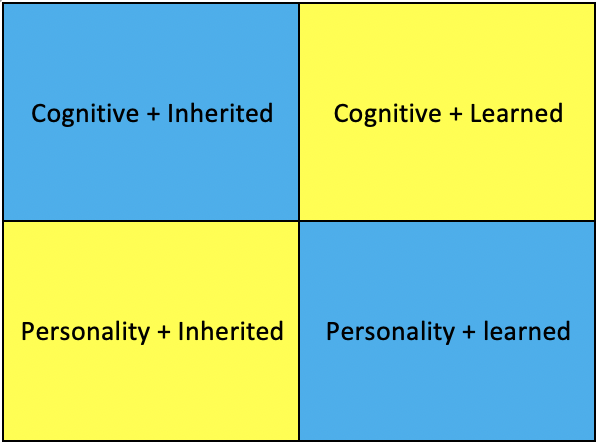 Cognitive + Inherited
Cognitive + Learned
Personality + Inherited
Personality + learned